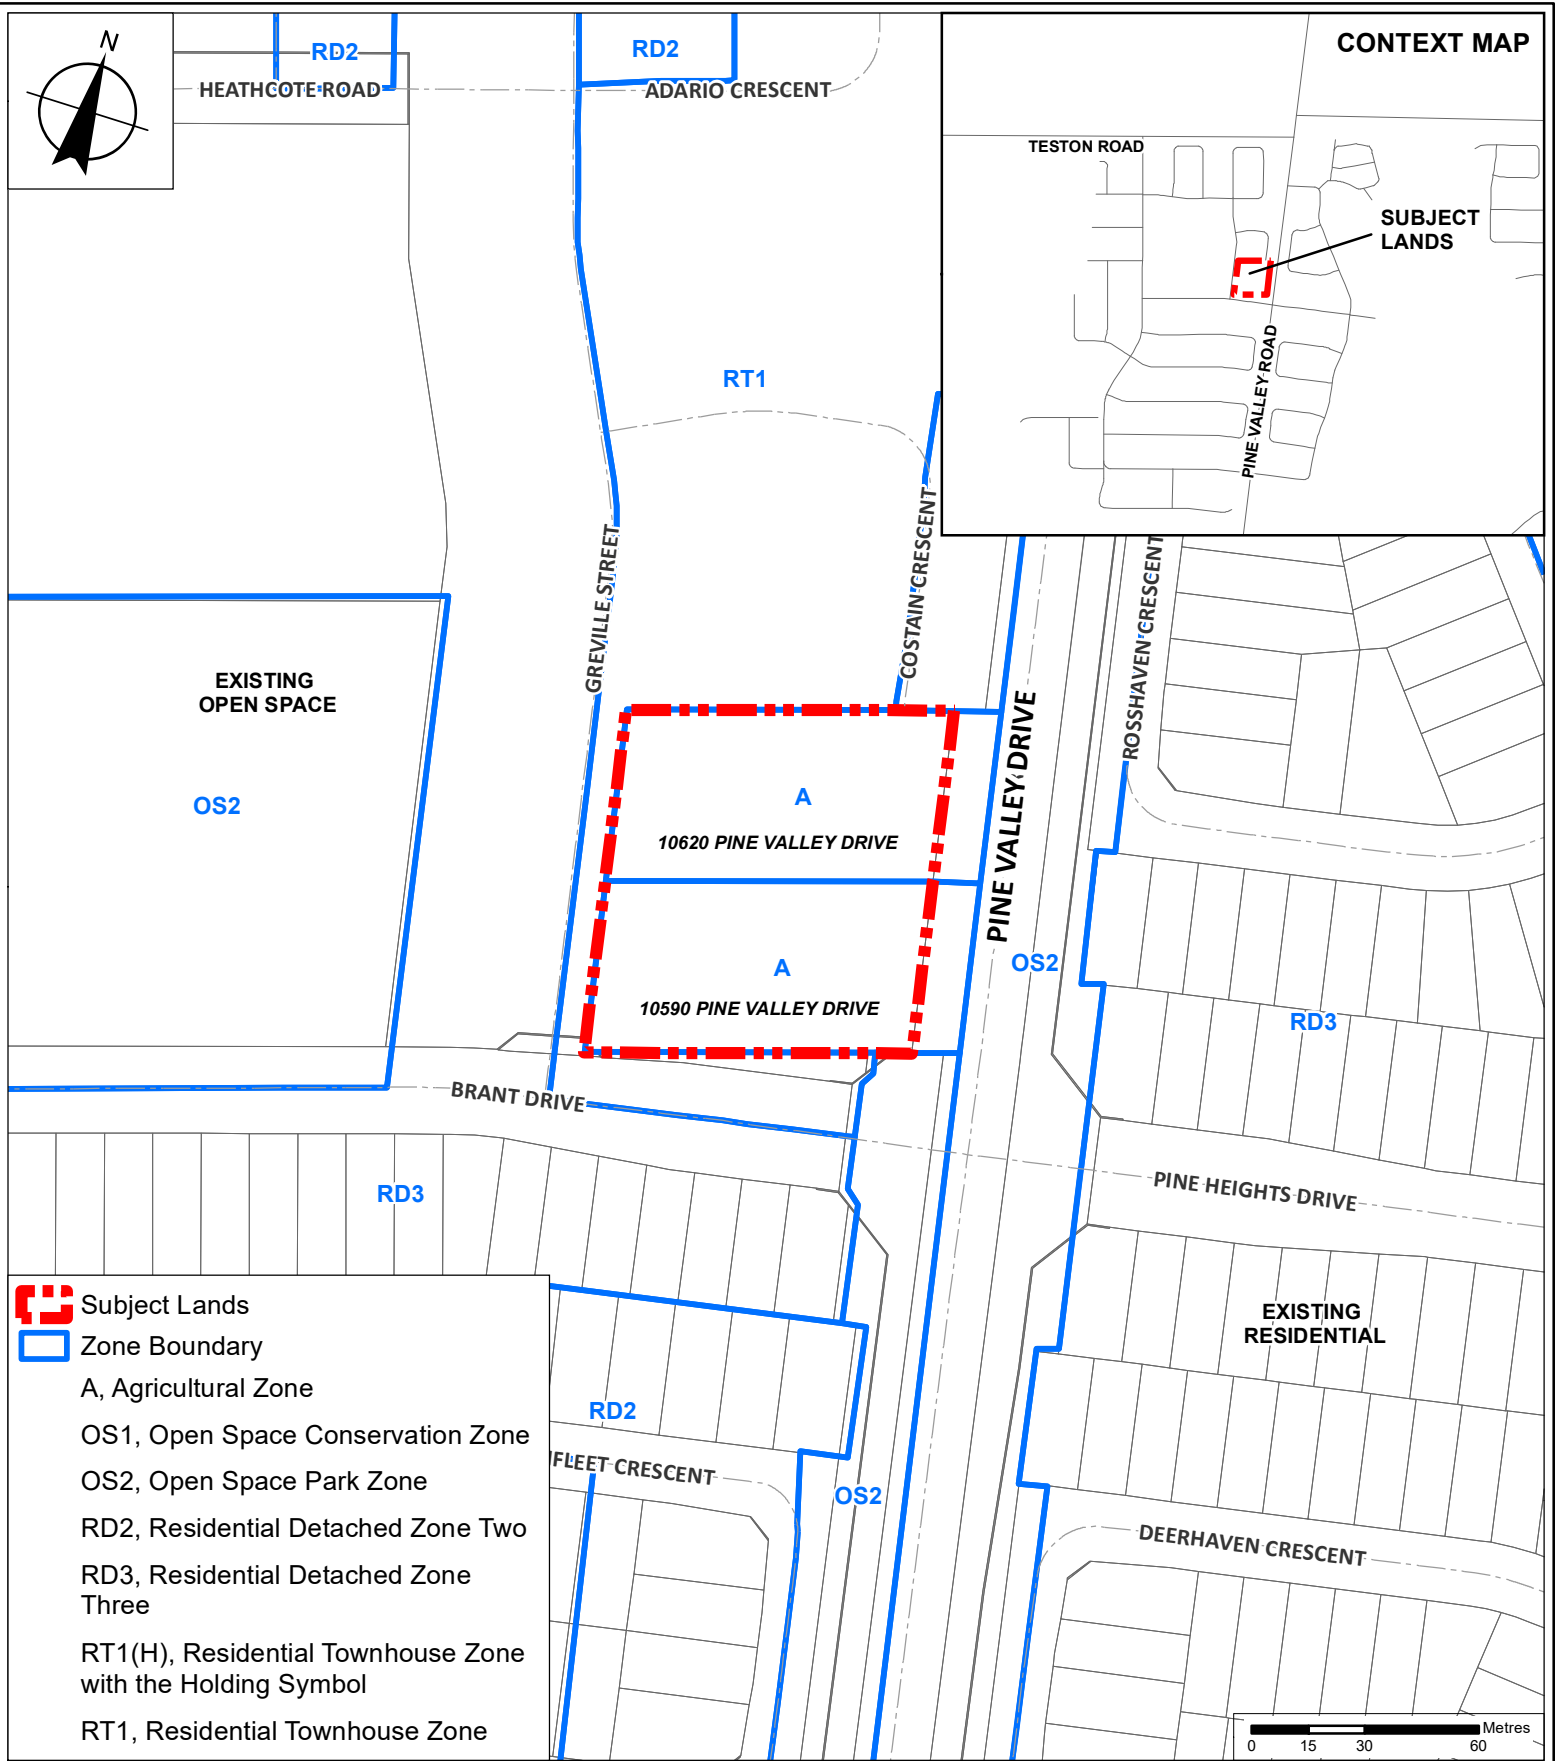 N
RD2
RD2
HEATHCOTE ROAD
ADARIO CRESCENT
CONTEXT MAP
TESTON ROAD
SUBJECT
LANDS
PINE VALLEY ROAD
RT1
GREVILLE STREET
COSTAIN CRESCENT
ROSSHAVEN CRESCENT
EXISTING
OPEN SPACE
OS2
A
10620 PINE VALLEY DRIVE
PINE VALLEY DRIVE
A
10590 PINE VALLEY DRIVE
OS2
RD3
BRANT DRIVE
PINE HEIGHTS DRIVE
RD3
EXISTING
RESIDENTIAL
RD2
FLEET CRESCENT
OS2
DEERHAVEN CRESCENT
Subject Lands
Zone Boundary
A, Agricultural Zone
OS1, Open Space Conservation Zone
OS2, Open Space Park Zone
RD2, Residential Detached Zone Two
RD3, Residential Detached Zone
Three
RT1(H), Residential Townhouse Zone
with the Holding Symbol
RT1, Residential Townhouse Zone
Metres
0 15 30 60